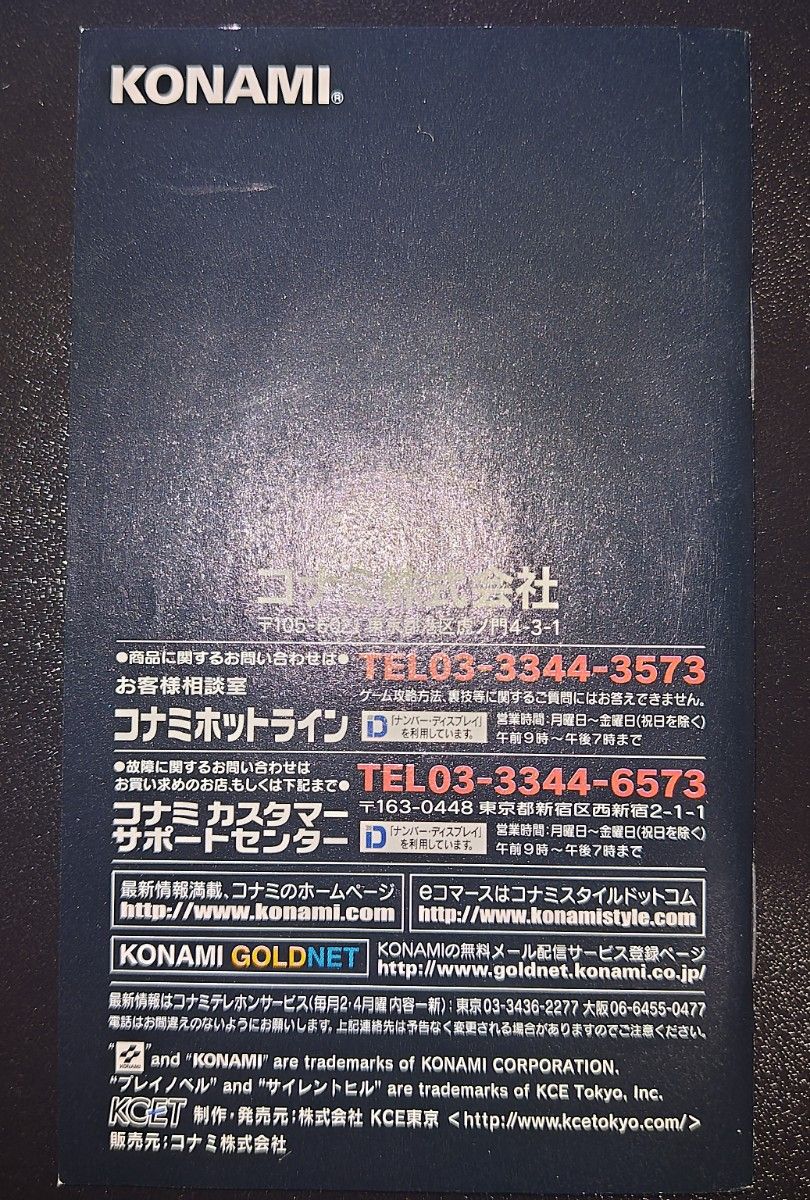 KONAMI®
コナミ株式会社
〒105-6021 東京都港区虎ノ門4-3-1
●商品に関するお問い合わせは●
TEL03-3344-3573
お客様相談室
ゲーム攻略方法、裏技等に関するご質問にはお答えできません。
コナミホットライン
「ナンバー・ディスプレイ」
を利用しています。
営業時間:月曜日〜金曜日(祝日を除く)
午前9時〜午後7時まで
●故障に関するお問い合わせは
お買い求めのお店、もしくは下記まで●
TEL03-3344-6573
〒163-0448 東京都新宿区西新宿2-1-1
コナミ カスタマー
サポートセンター
「ナンバー・ディスプレイ」
を利用しています。
営業時間:月曜日〜金曜日(祝日を除く)
午前9時〜午後7時まで
最新情報満載、コナミのホームページ
http://www.konami.com
eコマースはコナミスタイルドットコム
http://www.konamistyle.com
KONAMI GOLDNET
KONAMIの無料メール配信サービス登録ページ
http://www.goldnet.konami.co.jp/
最新情報はコナミテレホンサービス(毎月2・4月曜 内容一新):東京03-3436-2277 大阪06-6455-0477
電話はお間違えのないようにお願いします。上記連絡先は予告なく変更される場合がありますのでご注意ください。
"KONAMI" and "KONAMI" are trademarks of KONAMI CORPORATION.
"プレイノベル" and "サイレントヒル" are trademarks of KCE Tokyo, Inc.
KCET 制作・発売元:株式会社 KCE東京 <http://www.kcetokyo.com/>
販売元:コナミ株式会社